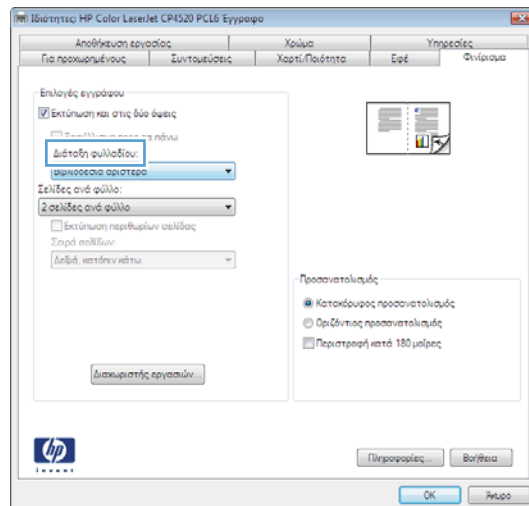 Ιδιότητες: HP Color LaserJet CP4520 PCL6 Έγγραφο
Αποθήκευση εργασίας Χρώμα Υπηρεσίες
Για προχωρημένους Συντομεύσεις Χαρτί/Ποιότητα Εφέ Φινίρισμα
Επιλογές εγγράφου
Εκτύπωση και στις δύο όψεις
πάνω
Διάταξη φυλλαδίου:
Βιβλιοδεσία αριστερά
Σελίδες ανά φύλλο:
2 σελίδες ανά φύλλο
Εκτύπωση περιθωρίων σελίδας
Σειρά σελίδων:
Δεξιά, κατόπιν κάτω
Προσανατολισμός
Κατακόρυφος προσανατολισμός
Οριζόντιος προσανατολισμός
Περιστροφή κατά 180 μοίρες
Διαχωριστής εργασιών...
hp
invent
Πληροφορίες... Βοήθεια
OK Άκυρο